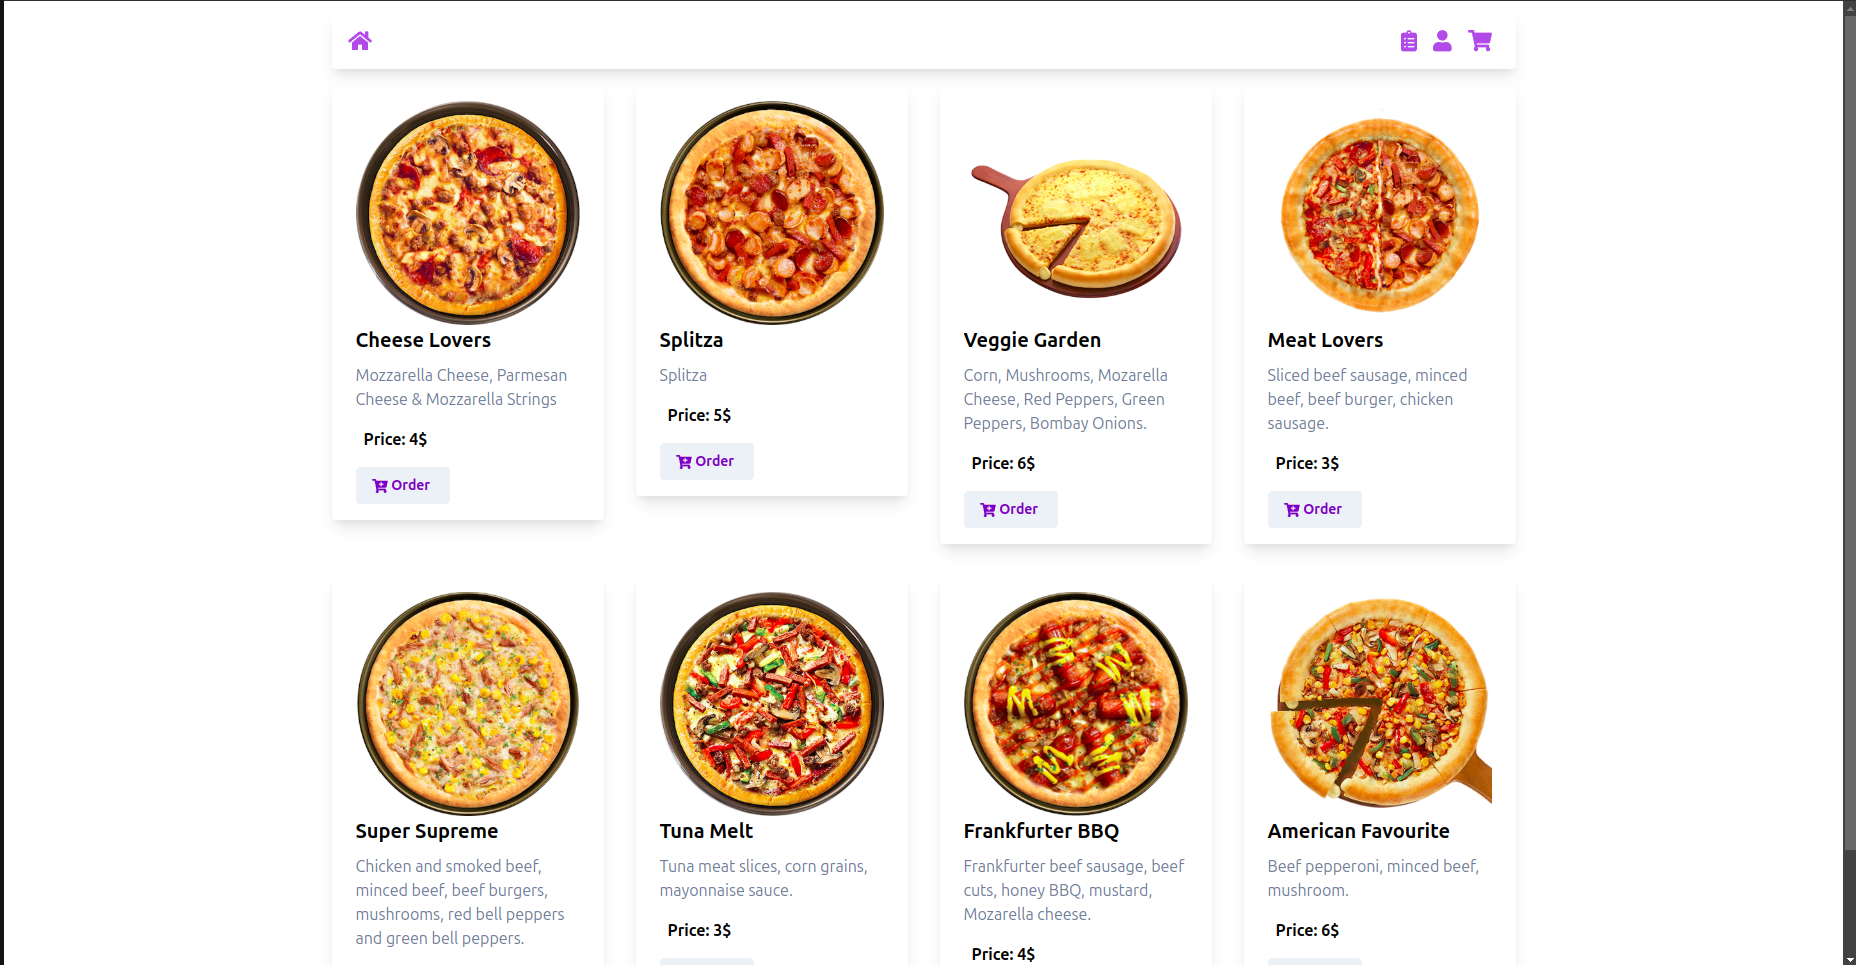 Cheese Lovers
Mozzarella Cheese, Parmesan
Cheese & Mozzarella Strings
Price: 4$
Order
Splitza
Splitza
Price: 5$
Order
Veggie Garden
Corn, Mushrooms, Mozarella
Cheese, Red Peppers, Green
Peppers, Bombay Onions.
Price: 6$
Order
Meat Lovers
Sliced beef sausage, minced
beef, beef burger, chicken
sausage.
Price: 3$
Order
Super Supreme
Chicken and smoked beef,
minced beef, beef burgers,
mushrooms, red bell peppers
and green bell peppers.
Tuna Melt
Tuna meat slices, corn grains,
mayonnaise sauce.
Price: 3$
Frankfurter BBQ
Frankfurter beef sausage, beef
cuts, honey BBQ, mustard,
Mozarella cheese.
Price: 4$
American Favourite
Beef pepperoni, minced beef,
mushroom.
Price: 6$